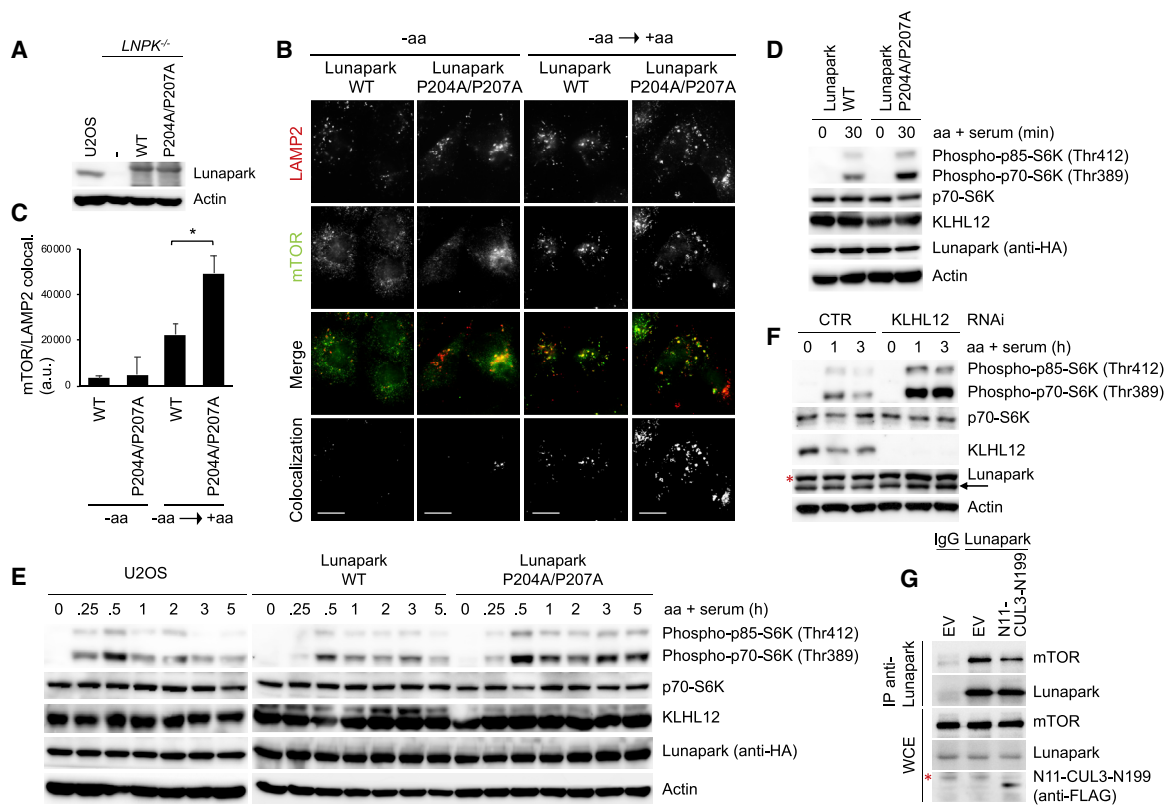 A
LNPK-/-
U2OS
-
WT
P204A/P207A
Lunapark
Actin
B
-aa
-aa → +aa
Lunapark WT
Lunapark P204A/P207A
Lunapark WT
Lunapark P204A/P207A
LAMP2
mTOR
Merge
Colocalization
C
mTOR/LAMP2 colocal.
(a.u.)
60000
40000
20000
0
*
WT
P204A/P207A
WT
P204A/P207A
-aa
-aa → +aa
D
Lunapark WT
Lunapark P204A/P207A
0 30 0 30 aa + serum (min)
Phospho-p85-S6K (Thr412)
Phospho-p70-S6K (Thr389)
p70-S6K
KLHL12
Lunapark (anti-HA)
Actin
E
U2OS
Lunapark WT
Lunapark P204A/P207A
0 .25 .5 1 2 3 5 0 .25 .5 1 2 3 5. 0 .25 .5 1 2 3 5 aa + serum (h)
Phospho-p85-S6K (Thr412)
Phospho-p70-S6K (Thr389)
p70-S6K
KLHL12
Lunapark (anti-HA)
Actin
F
CTR KLHL12 RNAi
0 1 3 0 1 3 aa + serum (h)
Phospho-p85-S6K (Thr412)
Phospho-p70-S6K (Thr389)
p70-S6K
KLHL12
* Lunapark
Actin
G
IgG Lunapark
EV
EV
N11-
CUL3-N199
IP anti-
Lunapark
mTOR
Lunapark
WCE
mTOR
Lunapark
* N11-CUL3-N199
(anti-FLAG)